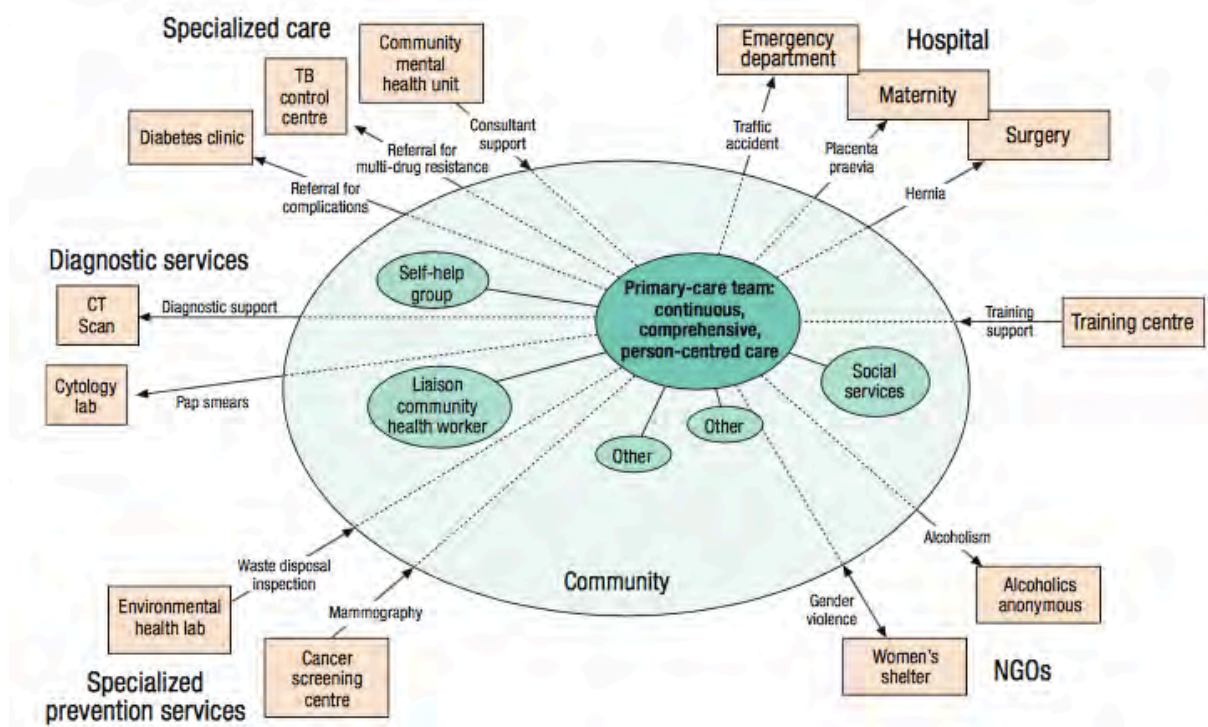 Specialized care
Community
mental
health unit
TB
control
centre
Diabetes clinic
Consultant
support
Referral for
multi-drug resistance
Referral for
complications
Emergency
department
Hospital
Maternity
Surgery
Traffic
accident
Placenta
praevia
Hernia
Diagnostic services
CT
Scan
Diagnostic support
Cytology
lab
Pap smears
Self-help
group
Primary-care team:
continuous,
comprehensive,
person-centred care
Liaison
community
health worker
Other
Other
Social
services
Training
support
Training centre
Community
Waste disposal
inspection
Environmental
health lab
Mammography
Cancer
screening
centre
Specialized
prevention services
Alcoholism
Alcoholics
anonymous
Gender
violence
Women's
shelter
NGOs